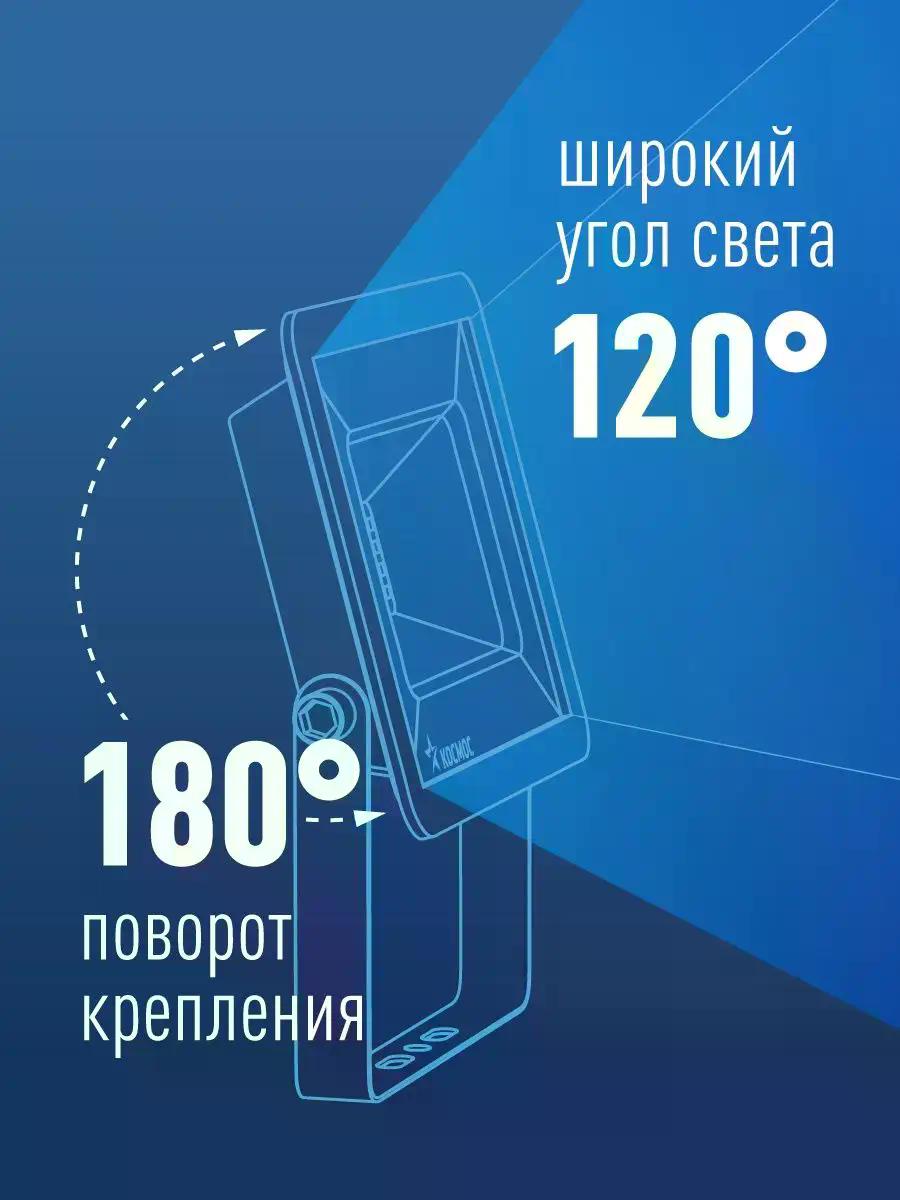 широкий
угол света
120°
КОСМОС
180°
поворот
крепления